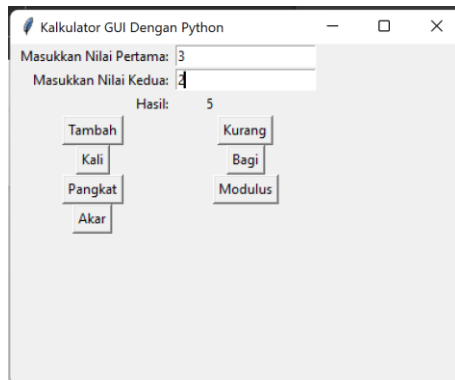 Kalkulator GUI Dengan Python
Masukkan Nilai Pertama: 3
Masukkan Nilai Kedua: 2
Hasil: 5
Tambah Kurang
Kali Bagi
Pangkat Modulus
Akar